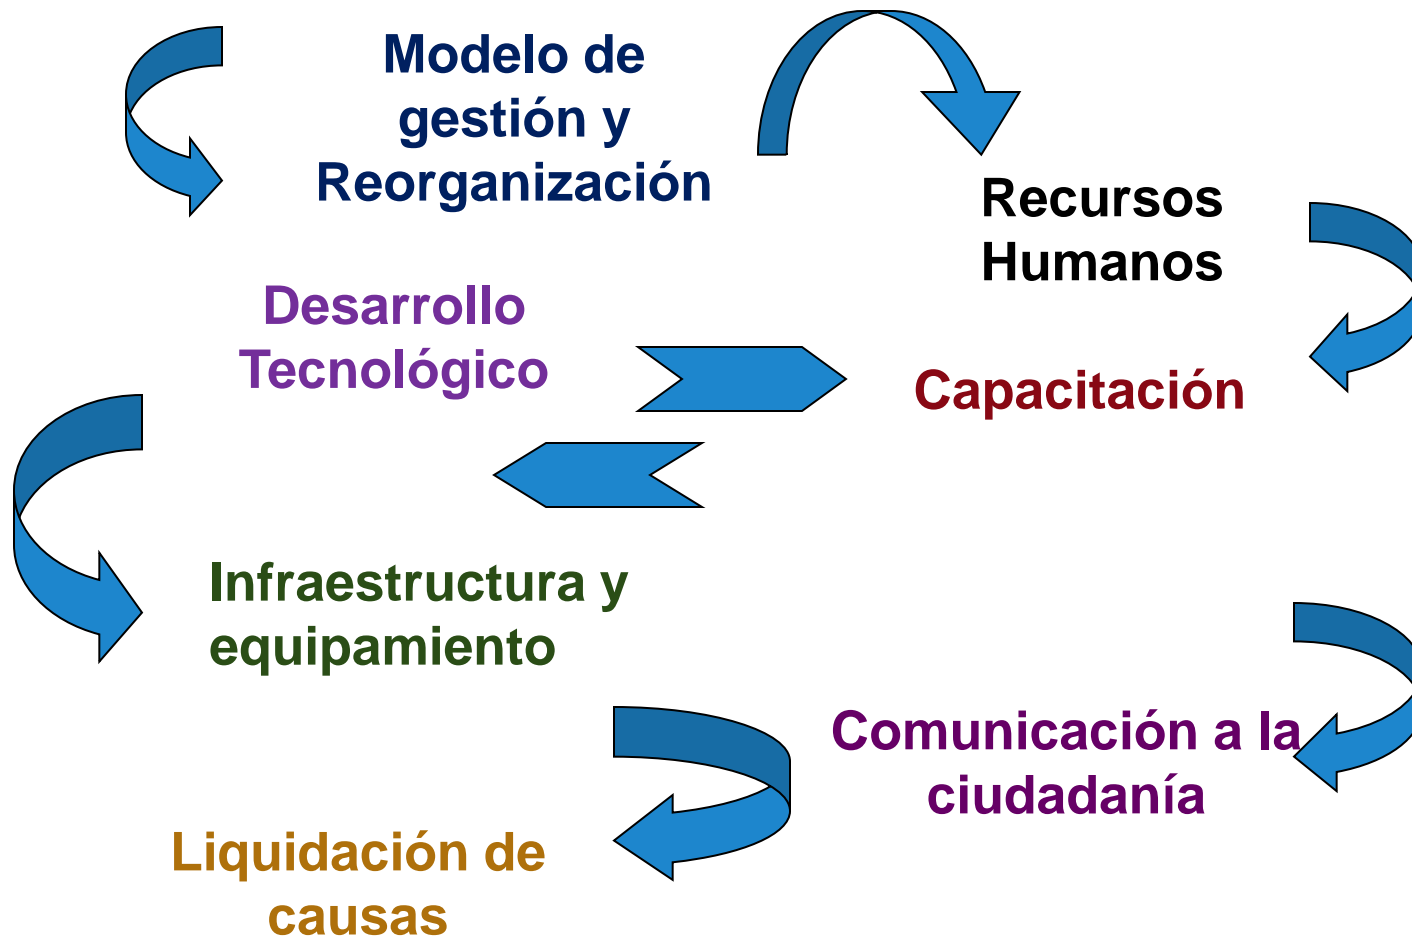 Modelo de
gestión y
Reorganización
Recursos
Humanos
Desarrollo
Tecnológico
Capacitación
Infraestructura y
equipamiento
Comunicación a la
ciudadanía
Liquidación de
causas